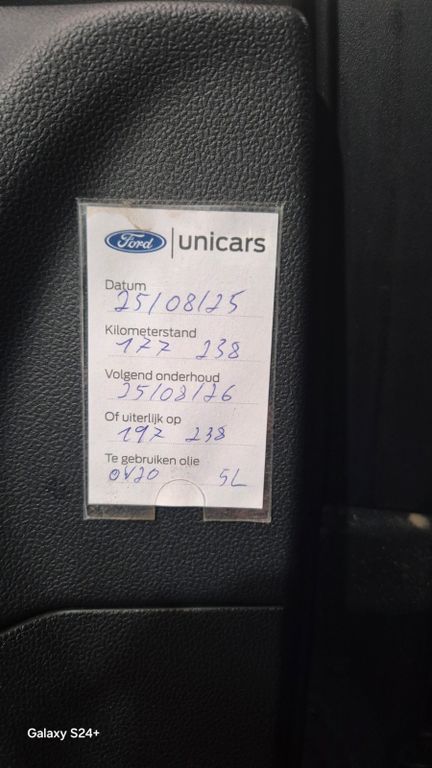 Ford unicars
Datum
25/08/25
Kilometerstand
177 238
Volgend onderhoud
25/08/26
Of uiterlijk op
197 238
Te gebruiken olie
0W20 5L
Galaxy S24+